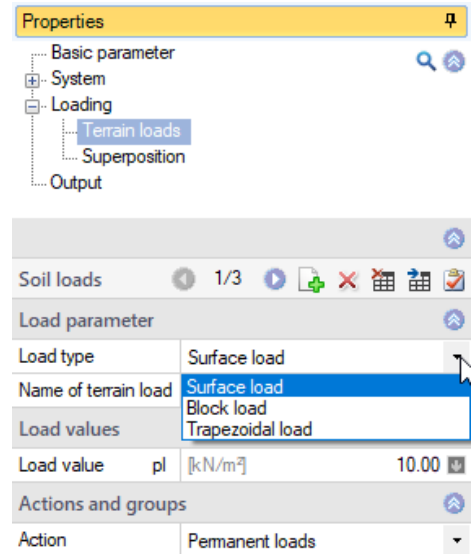 Properties
Basic parameter
System
Loading
Terrain loads
Superposition
Output
Soil loads 1/3
Load parameter
Load type Surface load
Name of terrain load Surface load
Block load
Load values Trapezoidal load
Load value pl [kN/m²] 10.00
Actions and groups
Action Permanent loads